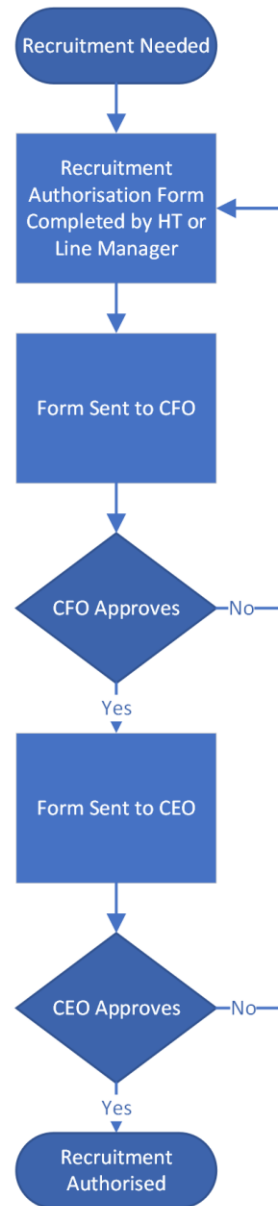 Recruitment Needed
Recruitment
Authorisation Form
Completed by HT or
Line Manager
Form Sent to CFO
CFO Approves
No
Yes
Form Sent to CEO
CEO Approves
No
Yes
Recruitment
Authorised